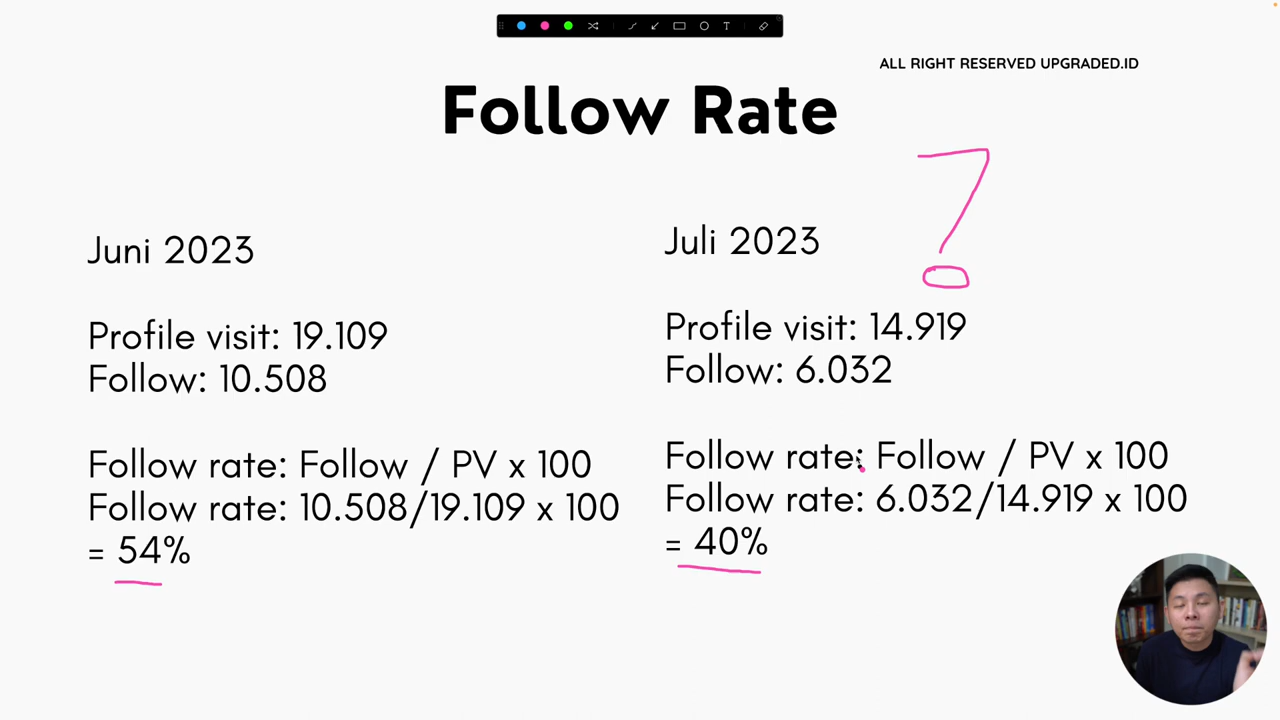 ALL RIGHT RESERVED UPGRADED.ID
Follow Rate
?
Juni 2023
Profile visit: 19.109
Follow: 10.508
Follow rate: Follow / PV x 100
Follow rate: 10.508/19.109 x 100
= 54%
Juli 2023
Profile visit: 14.919
Follow: 6.032
Follow rate: Follow / PV x 100
Follow rate: 6.032/14.919 x 100
= 40%